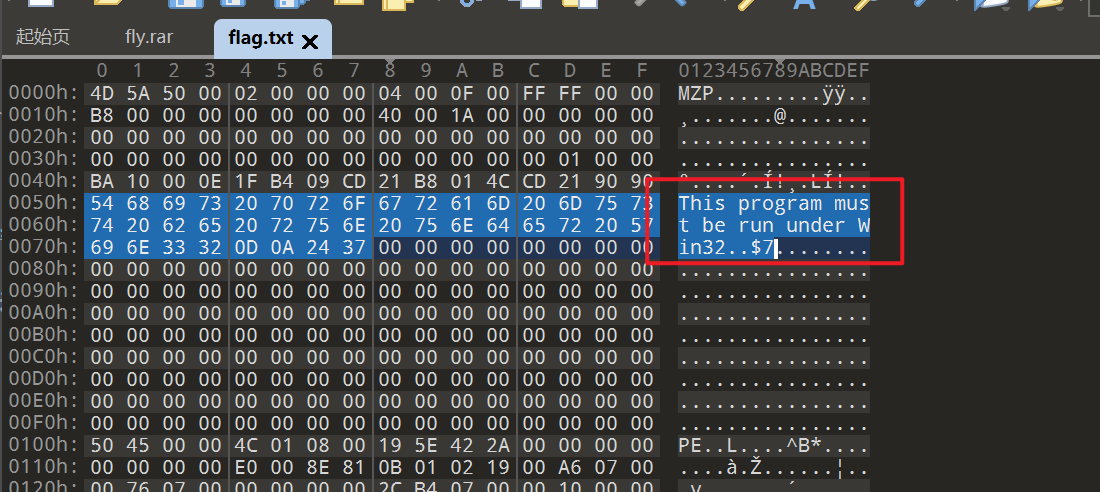 起始页 fly.rar flag.txt
0 1 2 3 4 5 6 7 8 9 A B C D E F 0123456789ABCDEF
0000h: 4D 5A 50 00 02 00 00 00 04 00 0F 00 FF FF 00 00 MZP.........ÿÿ..
0010h: B8 00 00 00 00 00 00 00 40 00 1A 00 00 00 00 00 ¸.......@.......
0020h: 00 00 00 00 00 00 00 00 00 00 00 00 00 00 00 00 ................
0030h: 00 00 00 00 00 00 00 00 00 00 00 00 00 01 00 00 ................
0040h: BA 10 00 0E 1F B4 09 CD 21 B8 01 4C CD 21 90 90 º....´.Í!¸.LÍ!..
0050h: 54 68 69 73 20 70 72 6F 67 72 61 6D 20 6D 75 73 This program mus
0060h: 74 20 62 65 20 72 75 6E 20 75 6E 64 65 72 20 57 t be run under W
0070h: 69 6E 33 32 0D 0A 24 37 00 00 00 00 00 00 00 00 in32..$7........
0080h: 00 00 00 00 00 00 00 00 00 00 00 00 00 00 00 00 ................
0090h: 00 00 00 00 00 00 00 00 00 00 00 00 00 00 00 00 ................
00A0h: 00 00 00 00 00 00 00 00 00 00 00 00 00 00 00 00 ................
00B0h: 00 00 00 00 00 00 00 00 00 00 00 00 00 00 00 00 ................
00C0h: 00 00 00 00 00 00 00 00 00 00 00 00 00 00 00 00 ................
00D0h: 00 00 00 00 00 00 00 00 00 00 00 00 00 00 00 00 ................
00E0h: 00 00 00 00 00 00 00 00 00 00 00 00 00 00 00 00 ................
00F0h: 00 00 00 00 00 00 00 00 00 00 00 00 00 00 00 00 ................
0100h: 50 45 00 00 4C 01 08 00 19 5E 42 2A 00 00 00 00 PE..L....^B*....
0110h: 00 00 00 00 E0 00 8E 81 0B 01 02 19 00 A6 07 00 ....à.Ž......¦..
0120h: 00 76 07 00 00 00 00 00 2C B4 07 00 00 10 00 00